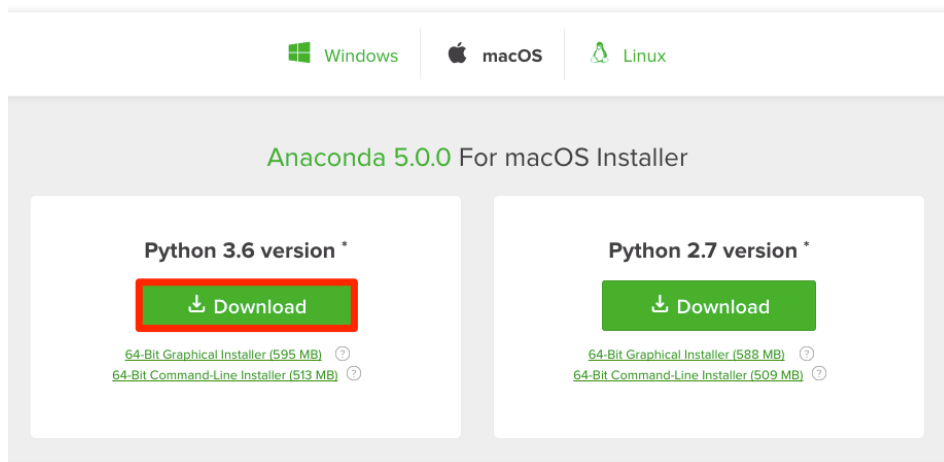 Windows
macOS
Linux
Anaconda 5.0.0 For macOS Installer
Python 3.6 version *
Download
64-Bit Graphical Installer (595 MB) ?
64-Bit Command-Line Installer (513 MB) ?
Python 2.7 version *
Download
64-Bit Graphical Installer (588 MB) ?
64-Bit Command-Line Installer (509 MB) ?